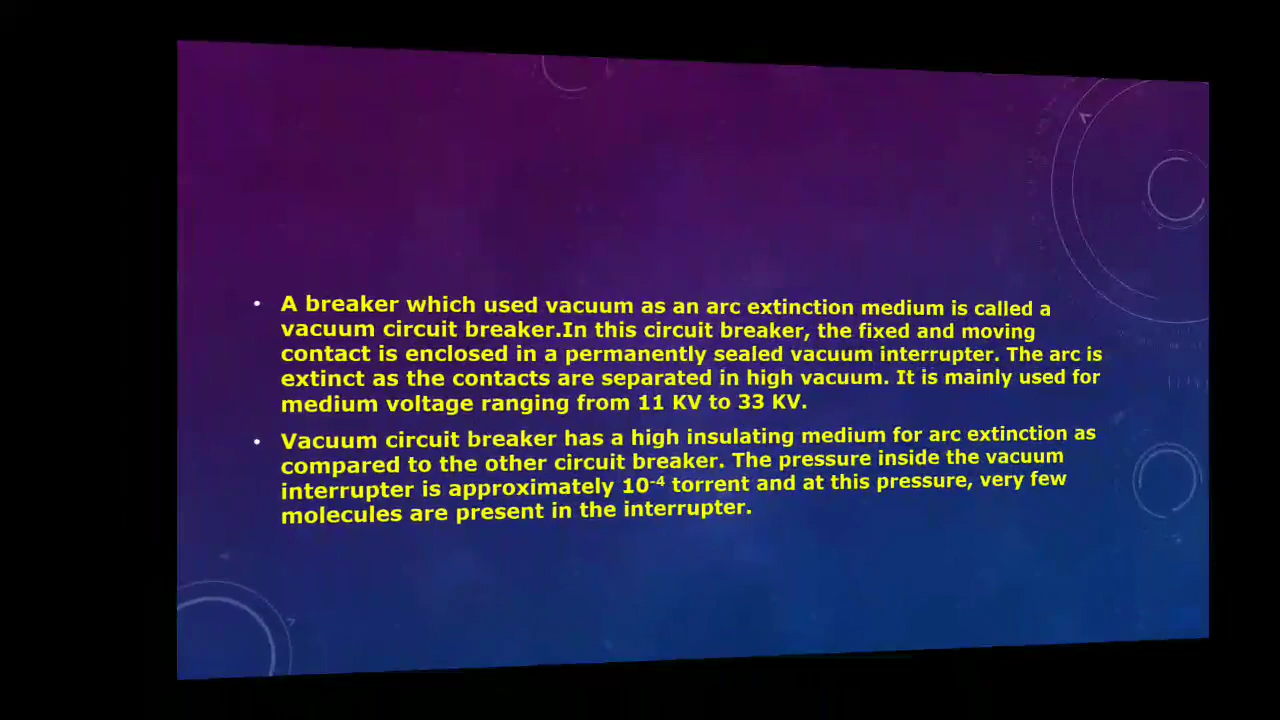 • A breaker which used vacuum as an arc extinction medium is called a
vacuum circuit breaker.In this circuit breaker, the fixed and moving
contact is enclosed in a permanently sealed vacuum interrupter. The arc is
extinct as the contacts are separated in high vacuum. It is mainly used for
medium voltage ranging from 11 KV to 33 KV.
• Vacuum circuit breaker has a high insulating medium for arc extinction as
compared to the other circuit breaker. The pressure inside the vacuum
interrupter is approximately 10⁻⁴ torrent and at this pressure, very few
molecules are present in the interrupter.